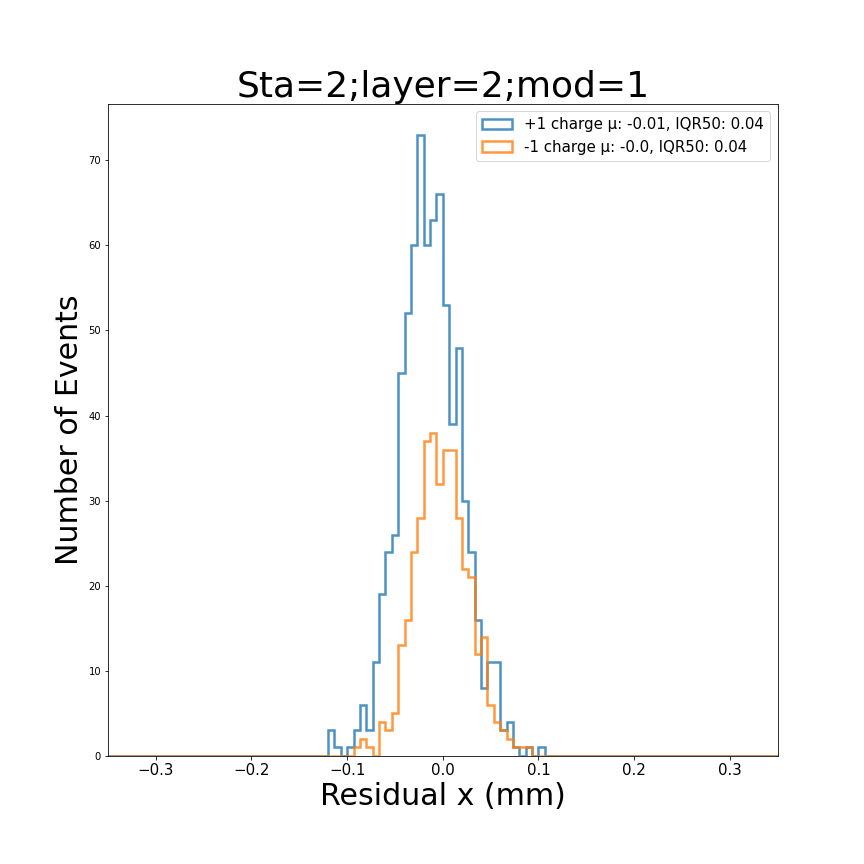 Sta=2;layer=2;mod=1
+1 charge μ: -0.01, IQR50: 0.04
-1 charge μ: -0.0, IQR50: 0.04
70
60
50
40
30
20
10
0
Number of Events
−0.3 −0.2 −0.1 0.0 0.1 0.2 0.3
Residual x (mm)